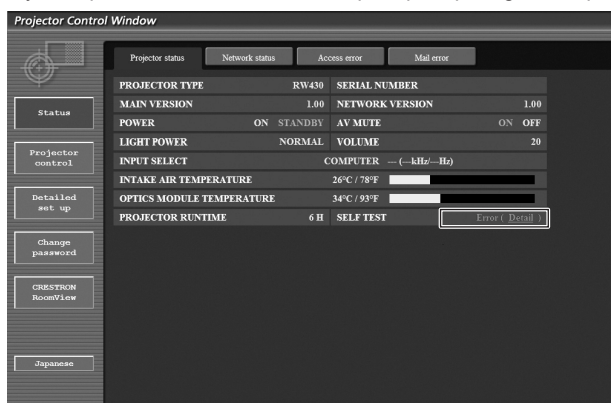 Projector Control Window
Projector status Network status Access error Mail error
PROJECTOR TYPE RW430 SERIAL NUMBER
MAIN VERSION 1.00 NETWORK VERSION 1.00
POWER ON STANDBY AV MUTE ON OFF
LIGHT POWER NORMAL VOLUME 20
INPUT SELECT COMPUTER --- (---kHz/---Hz)
INTAKE AIR TEMPERATURE 26°C / 78°F
OPTICS MODULE TEMPERATURE 34°C / 93°F
PROJECTOR RUNTIME 6 H SELF TEST Error ( Detail )
Status
Projector
control
Detailed
set up
Change
password
CRESTRON
RoomView
Japanese